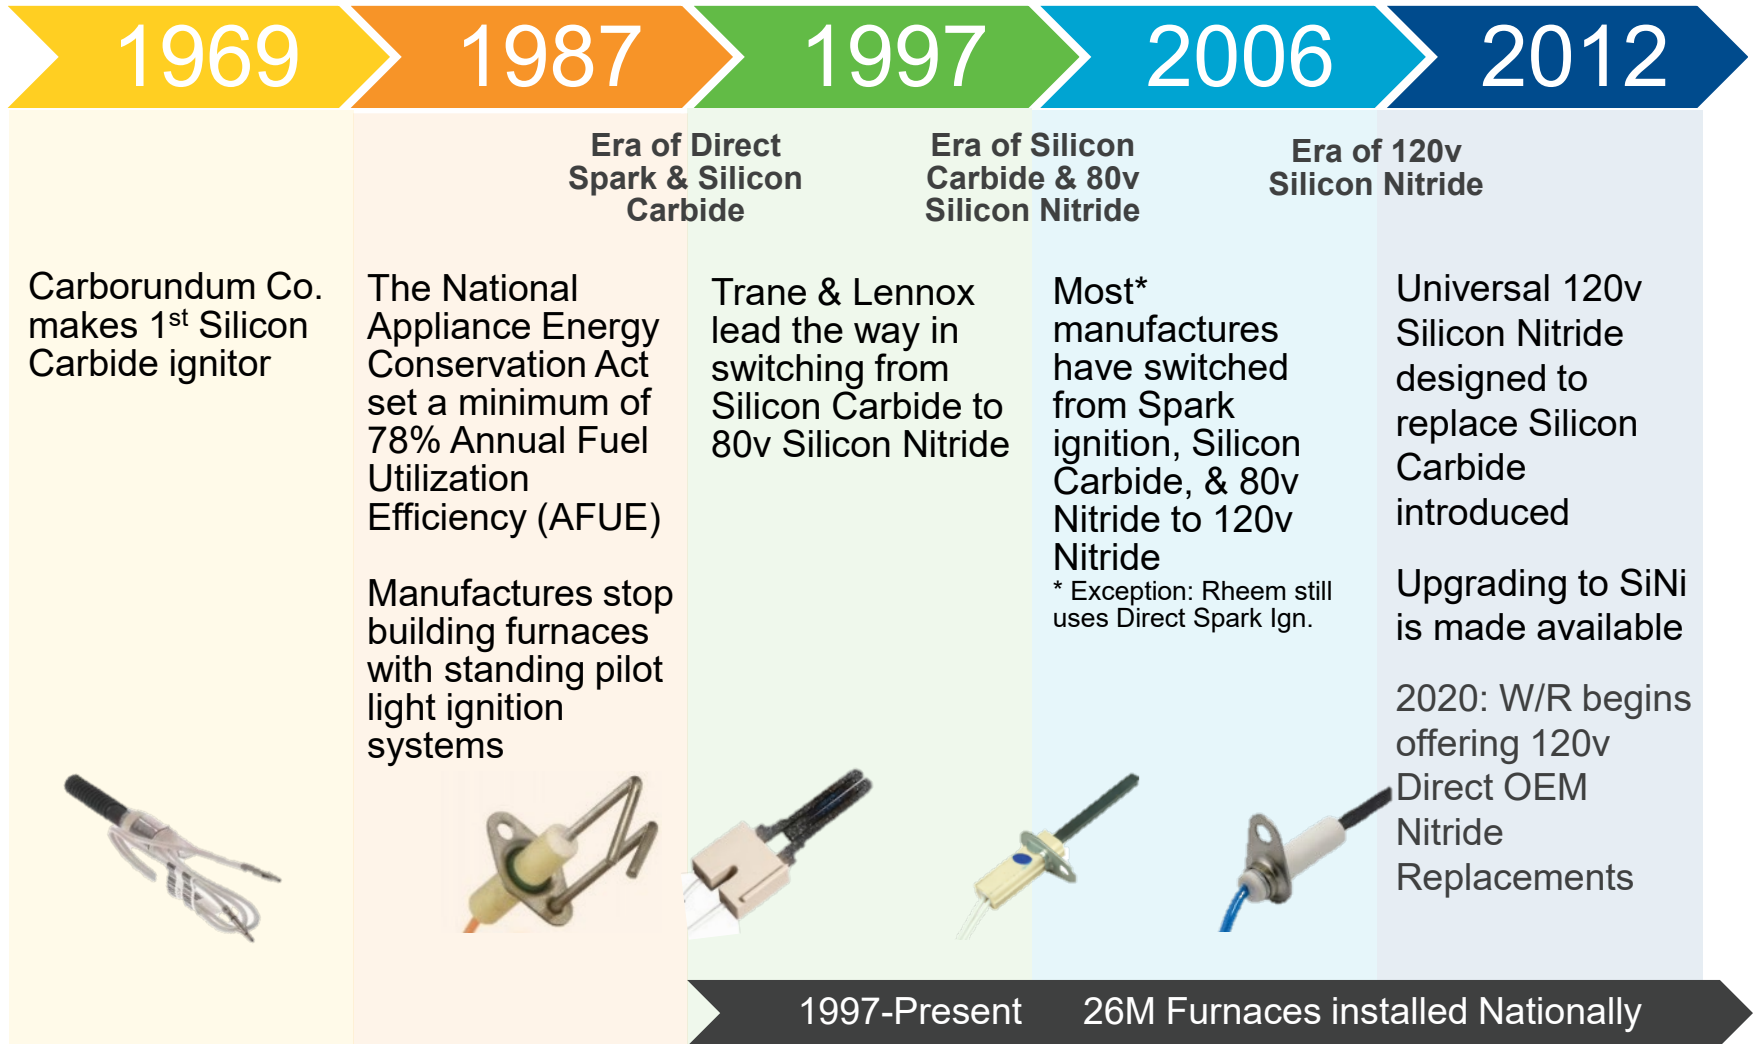 1969
1987
1997
2006
2012
Era of Direct
Spark & Silicon
Carbide
Era of Silicon
Carbide & 80v
Silicon Nitride
Era of 120v
Silicon Nitride
Carborundum Co.
makes 1st Silicon
Carbide ignitor
The National
Appliance Energy
Conservation Act
set a minimum of
78% Annual Fuel
Utilization
Efficiency (AFUE)
Manufactures stop
building furnaces
with standing pilot
light ignition
systems
Trane & Lennox
lead the way in
switching from
Silicon Carbide to
80v Silicon Nitride
Most*
manufactures
have switched
from Spark
ignition, Silicon
Carbide, & 80v
Nitride to 120v
Nitride
* Exception: Rheem still
uses Direct Spark Ign.
Universal 120v
Silicon Nitride
designed to
replace Silicon
Carbide
introduced
Upgrading to SiNi
is made available
2020: W/R begins
offering 120v
Direct OEM
Nitride
Replacements
1997-Present 26M Furnaces installed Nationally